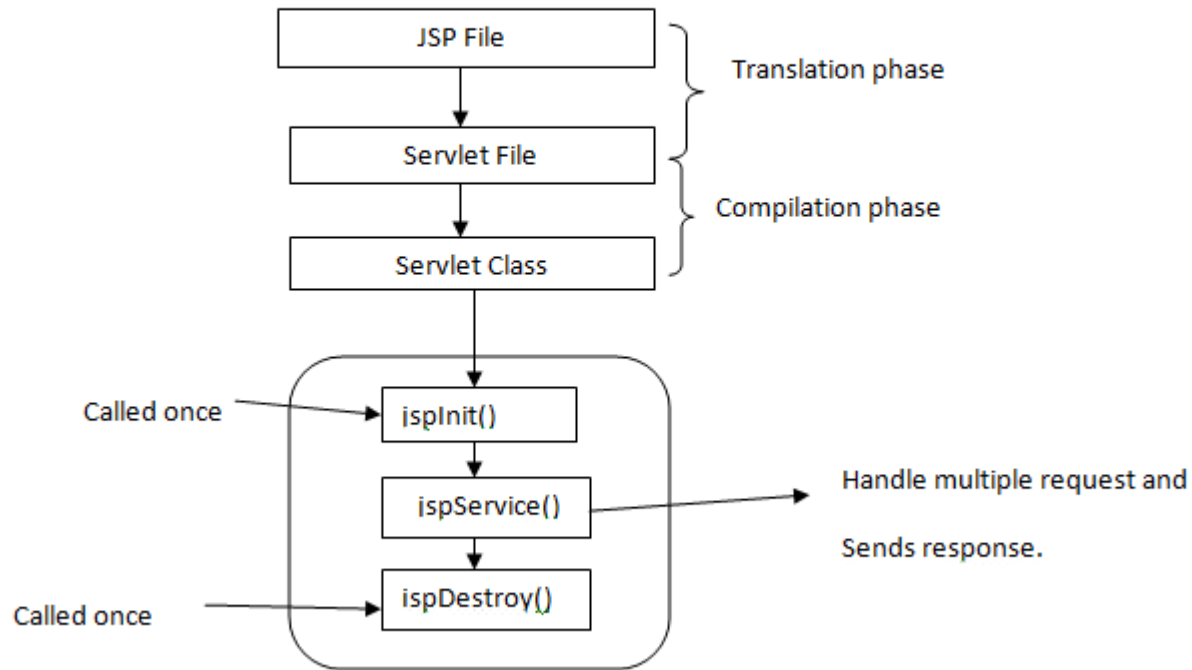 JSP File
Translation phase
Servlet File
Compilation phase
Servlet Class
Called once
jspInit()
jspService()
Handle multiple request and
Sends response.
jspDestroy()
Called once